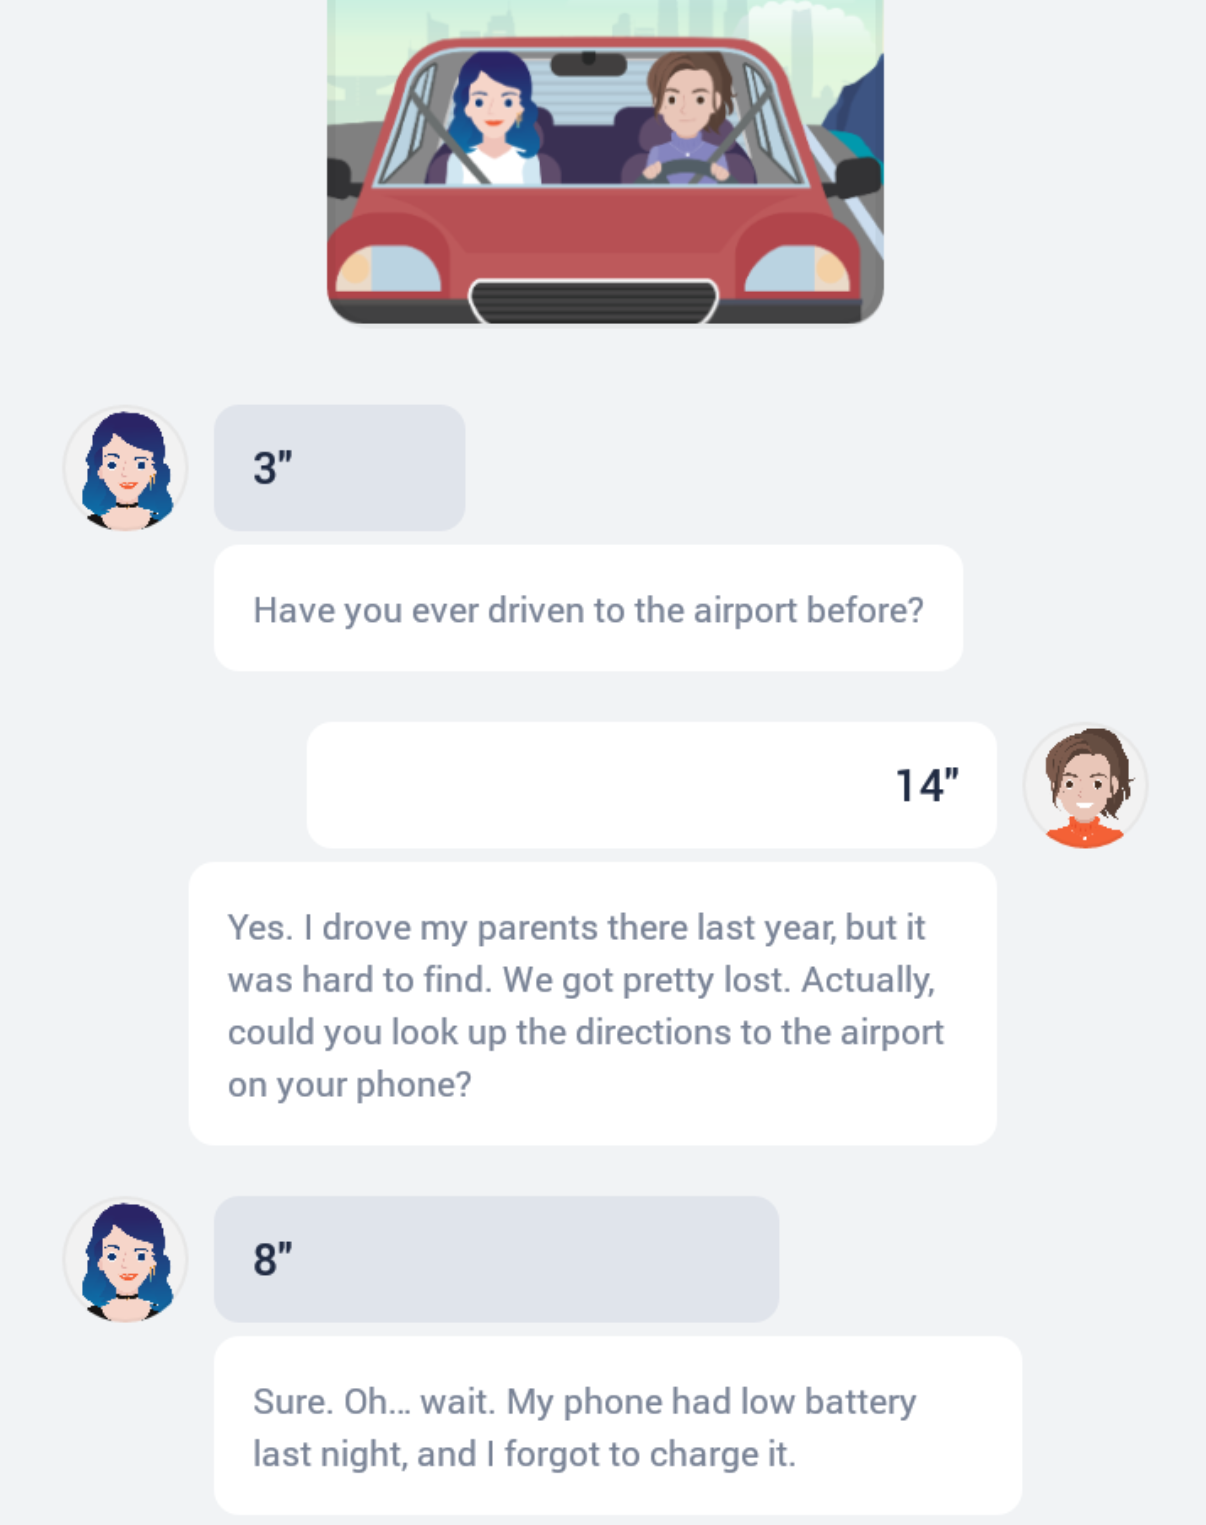 3"
Have you ever driven to the airport before?
14"
Yes. I drove my parents there last year, but it
was hard to find. We got pretty lost. Actually,
could you look up the directions to the airport
on your phone?
8"
Sure. Oh... wait. My phone had low battery
last night, and I forgot to charge it.